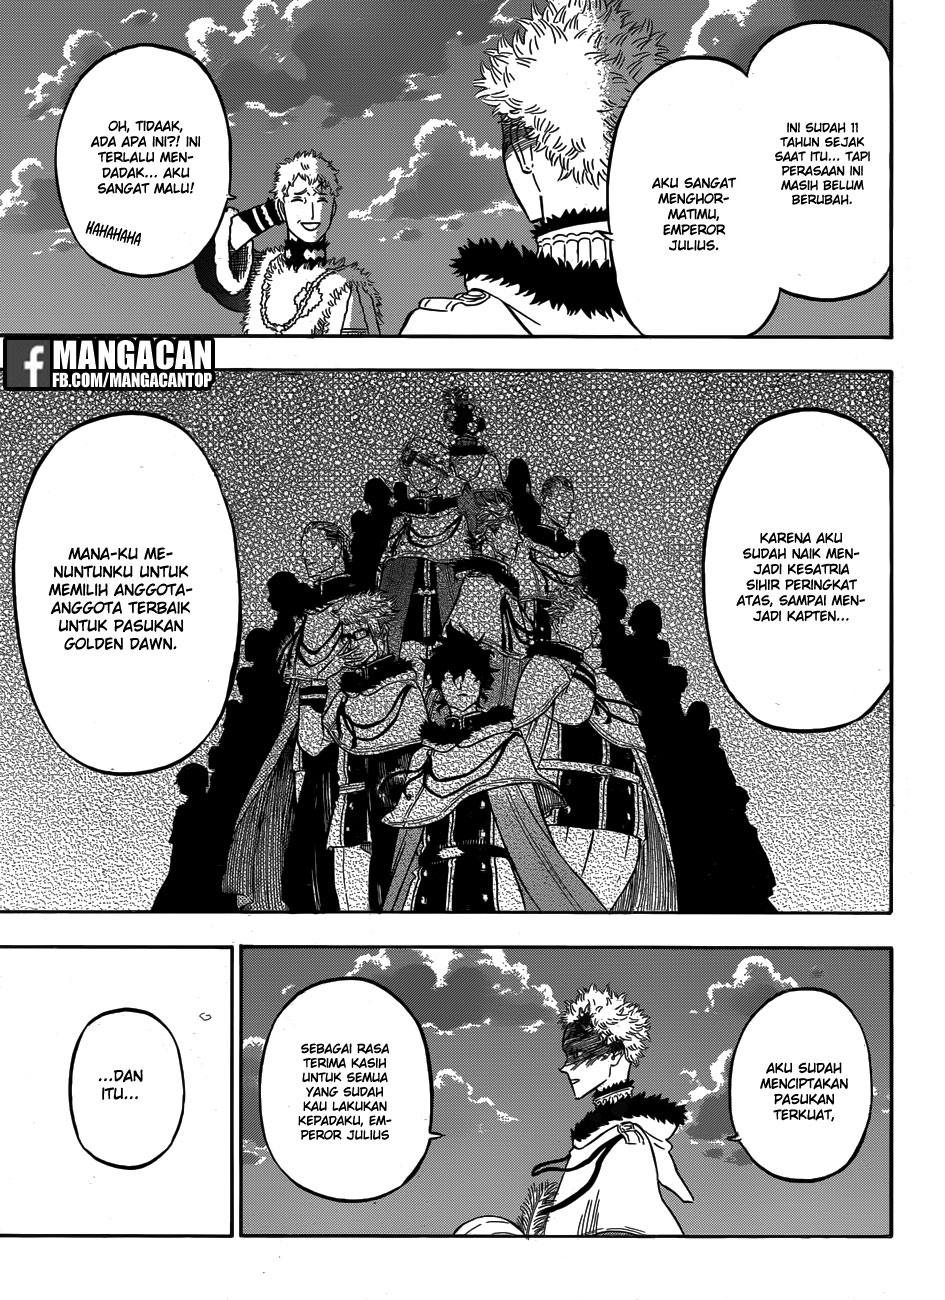 INI SUDAH 11
TAHUN SEJAK
SAAT ITU... TAPI
PERASAAN INI
MASIH BELUM
BERUBAH.
AKU SANGAT
MENGHOR-
MATIMU,
EMPEROR
JULIUS.
OH, TIDAAK,
ADA APA INI?! INI
TERLALU MEN-
DADAK... AKU
SANGAT MALU!
HAHAHAHA
f MANGACAN
FB.COM/MANGACANTOP
KARENA AKU
SUDAH NAIK MEN-
JADI KESATRIA
SIHIR PERINGKAT
ATAS, SAMPAI MEN-
JADI KAPTEN...
MANA-KU ME-
NUNTUNKU UNTUK
MEMILIH ANGGOTA-
ANGGOTA TERBAIK
UNTUK PASUKAN
GOLDEN DAWN.
AKU SUDAH
MENCIPTAKAN
PASUKAN
TERKUAT,
SEBAGAI RASA
TERIMA KASIH
UNTUK SEMUA
YANG SUDAH
KAU LAKUKAN
KEPADAKU, EM-
PEROR JULIUS
...DAN
ITU...